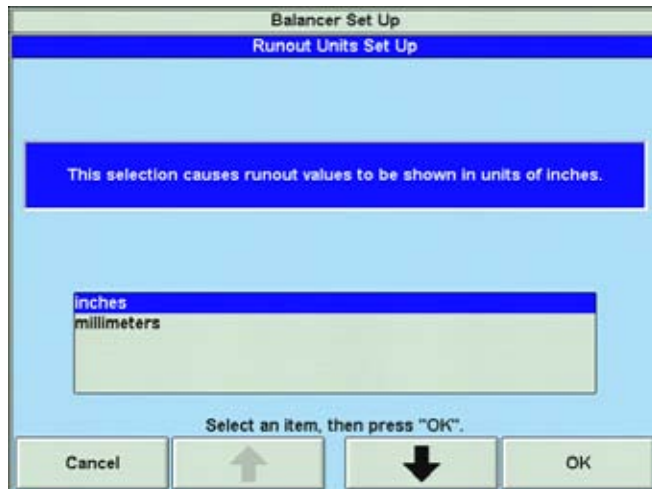 Balancer Set Up
Runout Units Set Up
This selection causes runout values to be shown in units of inches.
inches
millimeters
Select an item, then press "OK".
Cancel
OK